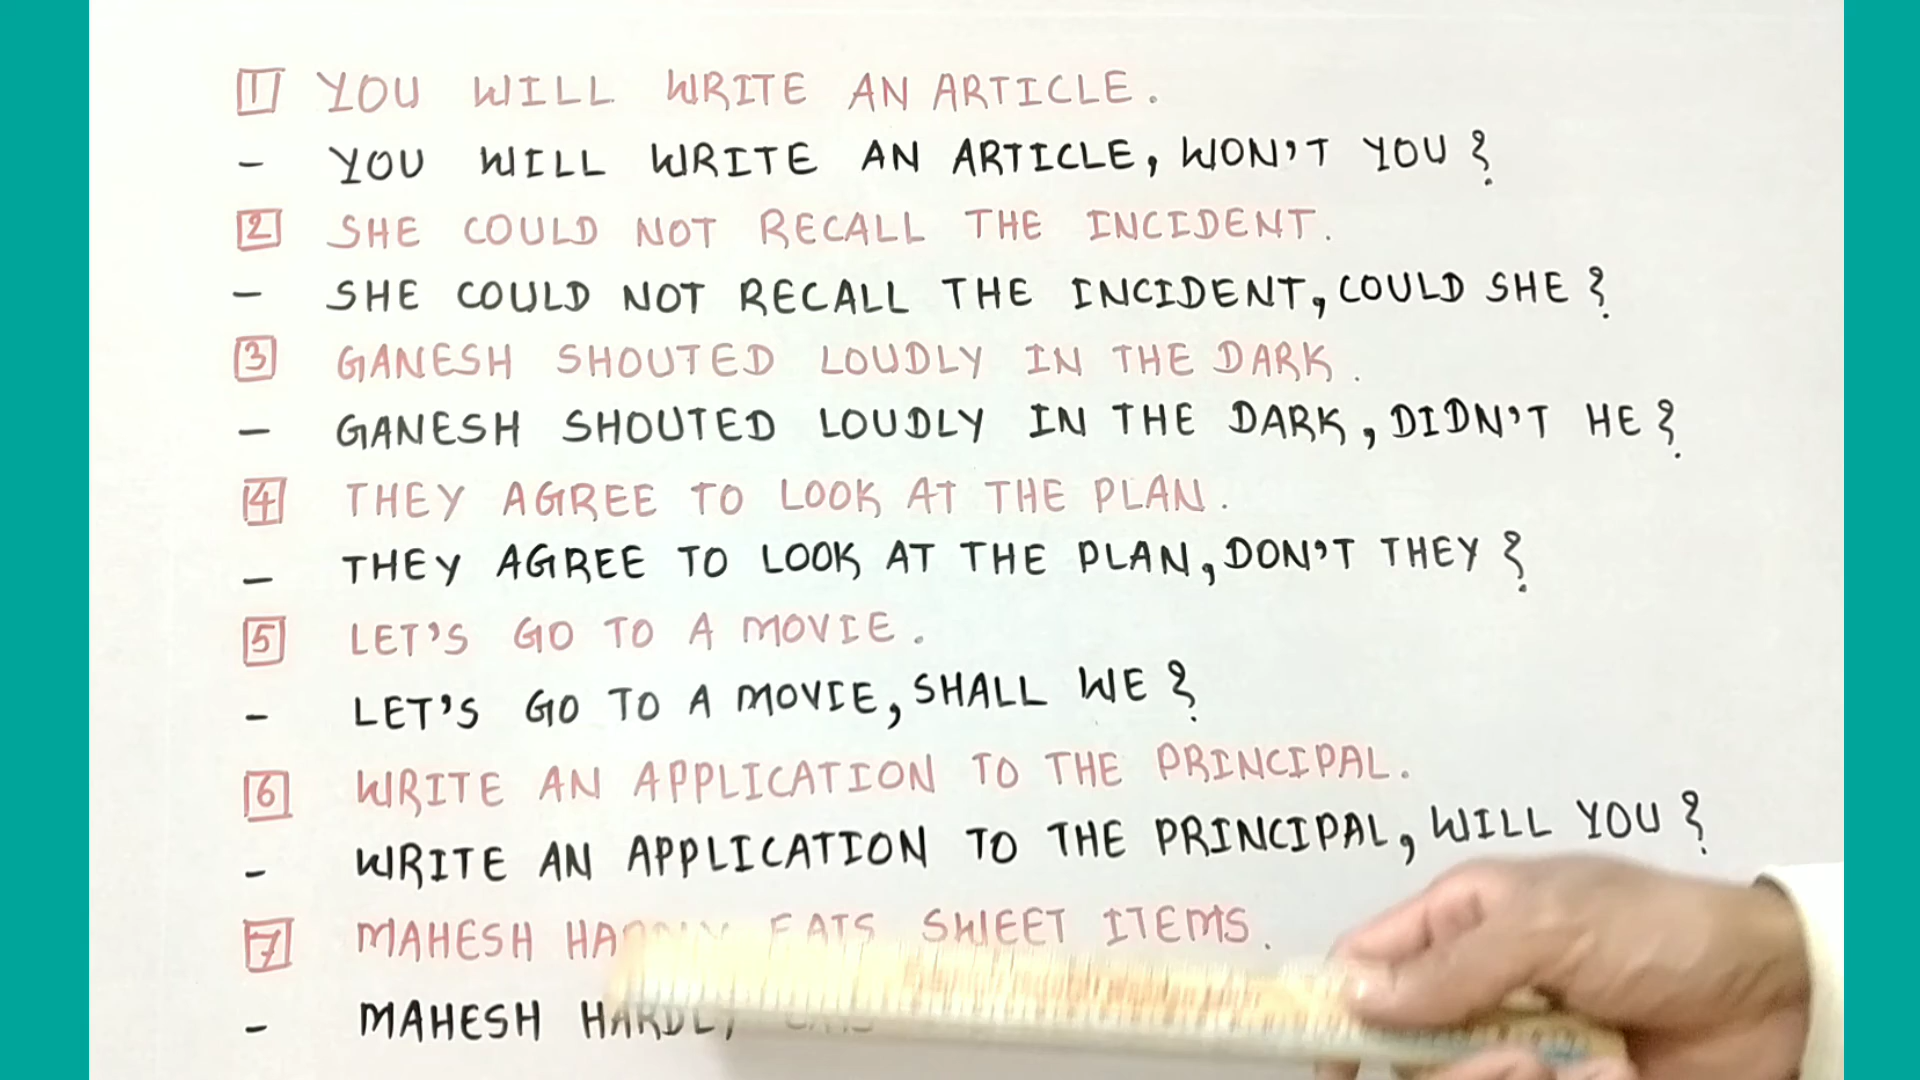 1 YOU WILL WRITE AN ARTICLE.
- YOU WILL WRITE AN ARTICLE, WON'T YOU?
2 SHE COULD NOT RECALL THE INCIDENT.
- SHE COULD NOT RECALL THE INCIDENT, COULD SHE?
3 GANESH SHOUTED LOUDLY IN THE DARK.
- GANESH SHOUTED LOUDLY IN THE DARK, DIDN'T HE?
4 THEY AGREE TO LOOK AT THE PLAN.
- THEY AGREE TO LOOK AT THE PLAN, DON'T THEY?
5 LET'S GO TO A MOVIE.
- LET'S GO TO A MOVIE, SHALL WE?
6 WRITE AN APPLICATION TO THE PRINCIPAL.
- WRITE AN APPLICATION TO THE PRINCIPAL, WILL YOU?
7 MAHESH HARDLY EATS SWEET ITEMS.
- MAHESH HARDLY